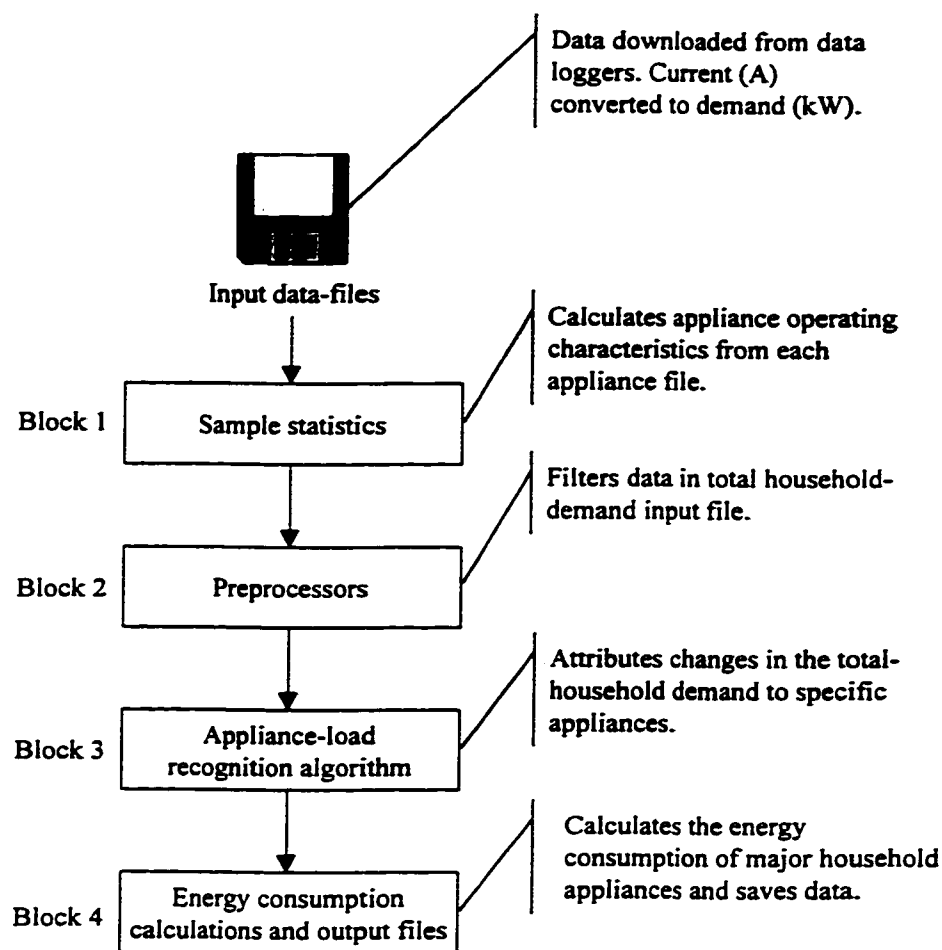 Data downloaded from data
loggers. Current (A)
converted to demand (kW).
Input data-files
Calculates appliance operating
characteristics from each
appliance file.
Block 1
Sample statistics
Filters data in total household-
demand input file.
Block 2
Preprocessors
Attributes changes in the total-
household demand to specific
appliances.
Block 3
Appliance-load
recognition algorithm
Calculates the energy
consumption of major household
appliances and saves data.
Block 4
Energy consumption
calculations and output files